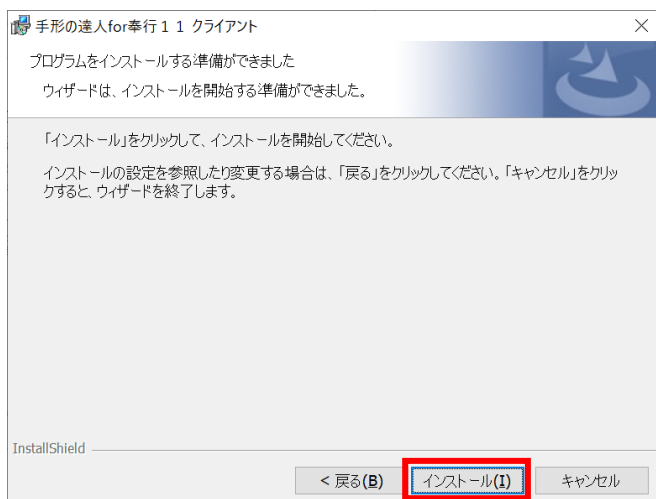 手形の達人for奉行11 クライアント
プログラムをインストールする準備ができました
ウィザードは、インストールを開始する準備ができました。
「インストール」をクリックして、インストールを開始してください。
インストールの設定を参照したり変更する場合は、「戻る」をクリックしてください。「キャンセル」をクリッ
クすると、ウィザードを終了します。
InstallShield
< 戻る(B) インストール(I) キャンセル